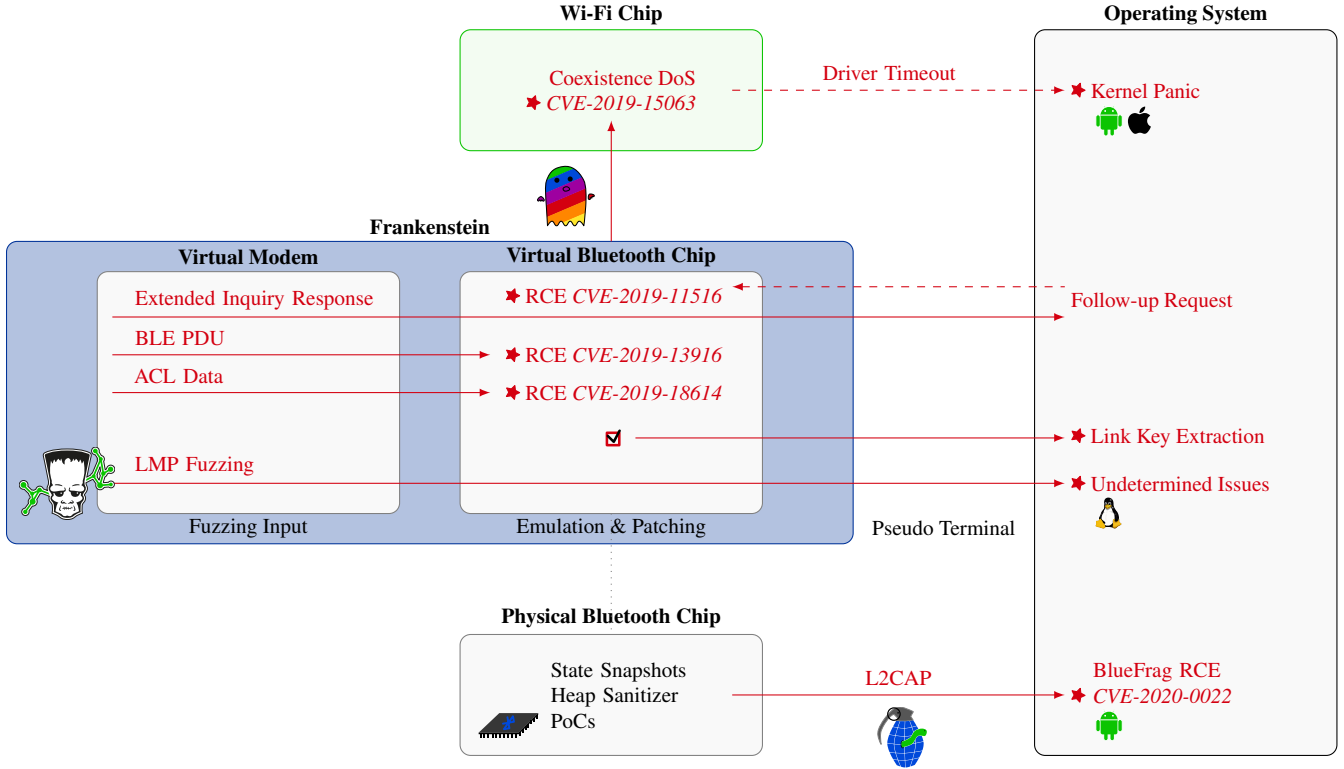 Wi-Fi Chip
Operating System
Coexistence DoS
CVE-2019-15063
Driver Timeout
Kernel Panic
Frankenstein
Virtual Modem
Virtual Bluetooth Chip
Extended Inquiry Response
RCE CVE-2019-11516
Follow-up Request
BLE PDU
RCE CVE-2019-13916
ACL Data
RCE CVE-2019-18614
Link Key Extraction
LMP Fuzzing
Undetermined Issues
Fuzzing Input
Emulation & Patching
Pseudo Terminal
Physical Bluetooth Chip
State Snapshots
Heap Sanitizer
PoCs
L2CAP
BlueFrag RCE
CVE-2020-0022